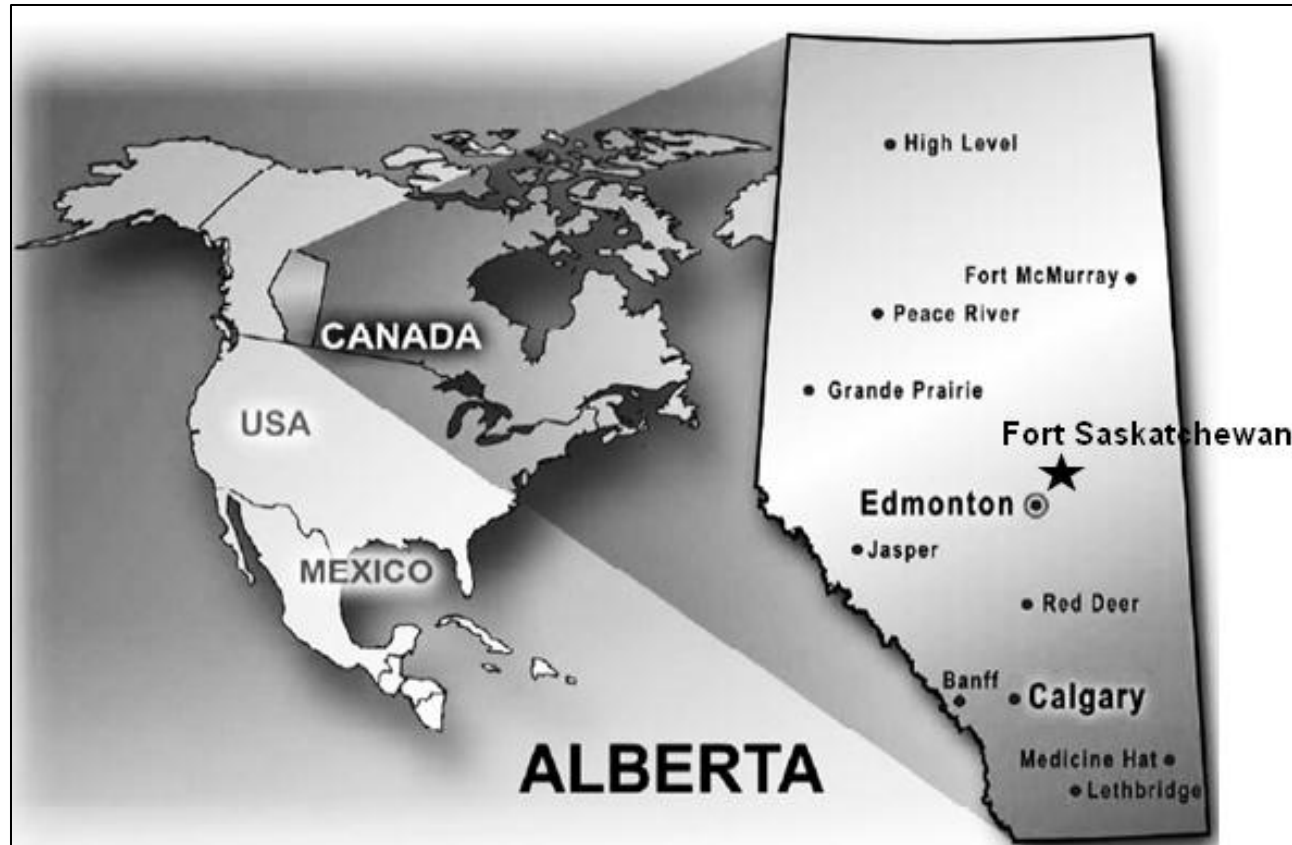 CANADA
USA
MEXICO
ALBERTA
High Level
Fort McMurray
Peace River
Grande Prairie
Fort Saskatchewan
Edmonton
Jasper
Red Deer
Banff
Calgary
Medicine Hat
Lethbridge